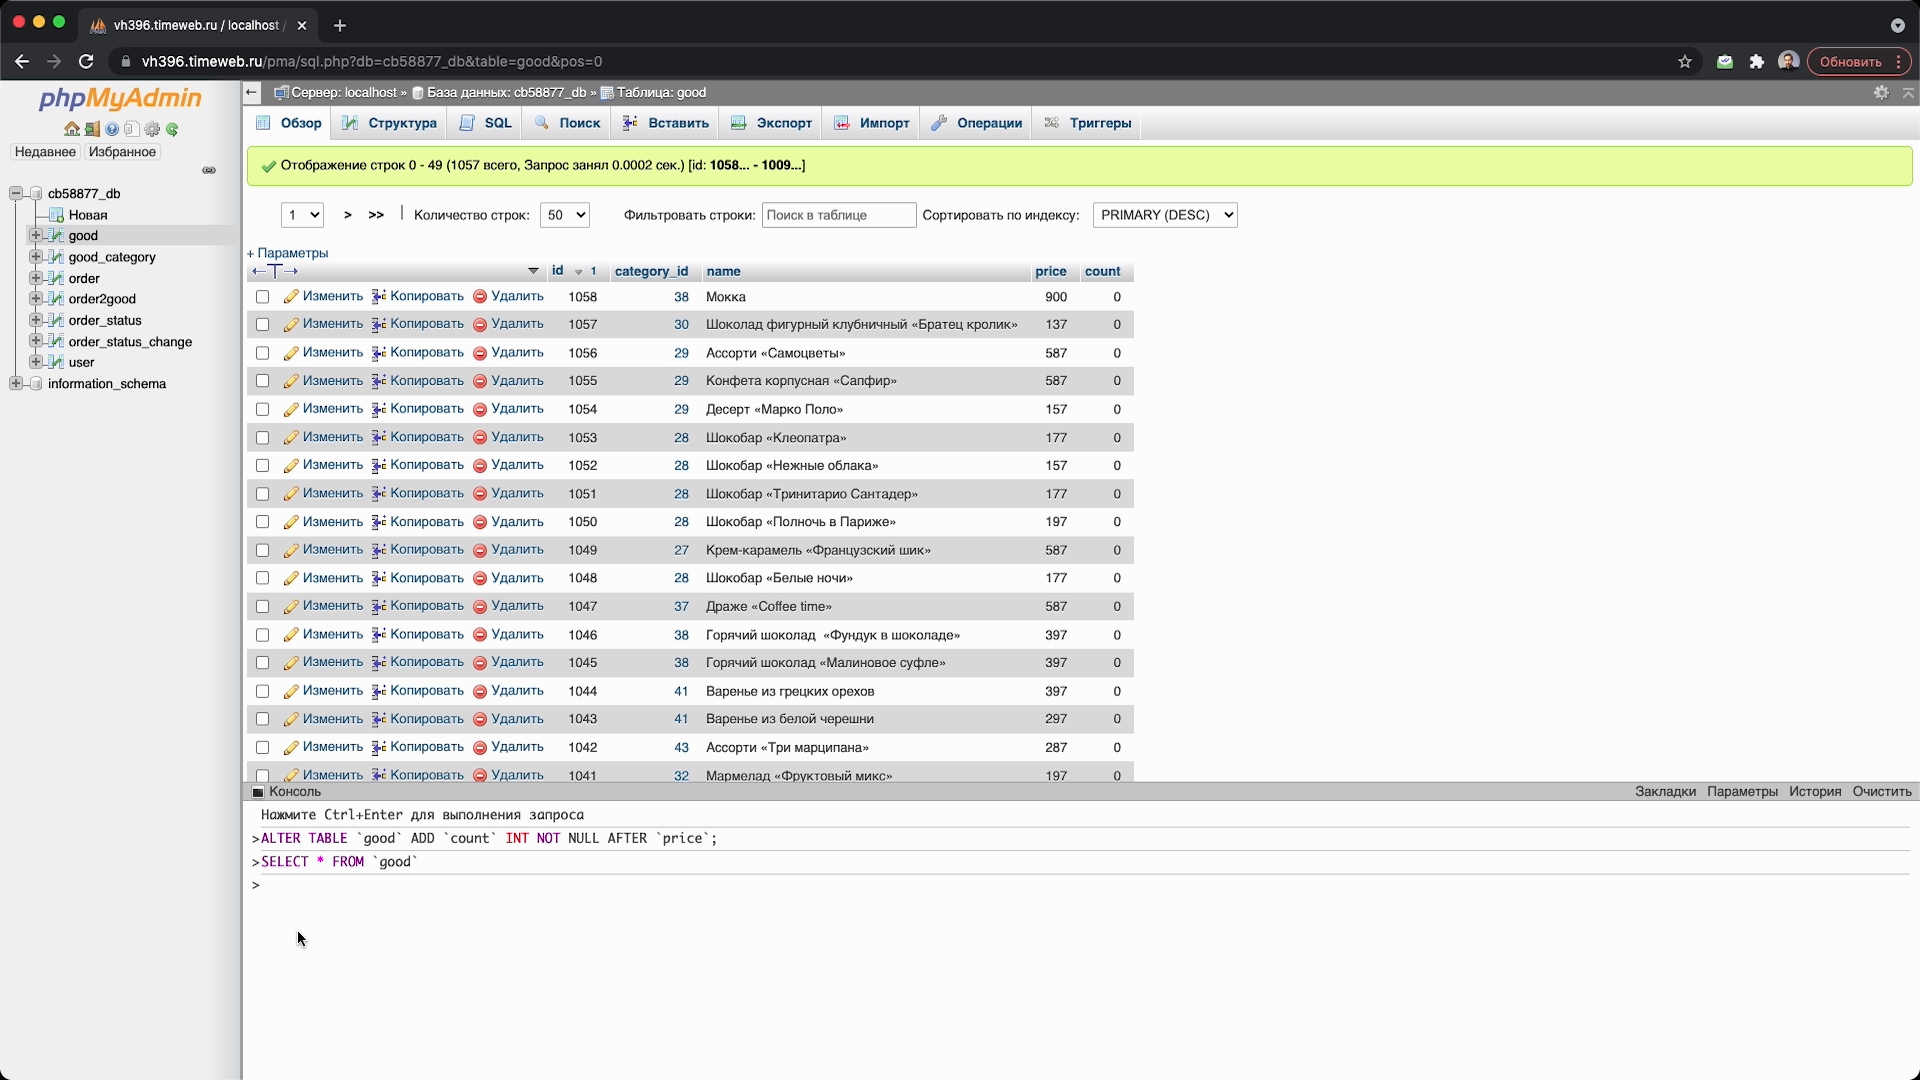 vh396.timeweb.ru / localhost /
vh396.timeweb.ru/pma/sql.php?db=cb58877_db&table=good&pos=0
Обновить
phpMyAdmin
Недавнее Избранное
cb58877_db
Новая
good
good_category
order
order2good
order_status
order_status_change
user
information_schema
Сервер: localhost » База данных: cb58877_db » Таблица: good
Обзор Структура SQL Поиск Вставить Экспорт Импорт Операции Триггеры
Отображение строк 0 - 49 (1057 всего, Запрос занял 0.0002 сек.) [id: 1058... - 1009...]
1 > >> | Количество строк: 50 Фильтровать строки: Поиск в таблице Сортировать по индексу: PRIMARY (DESC)
+ Параметры
←T→ id 1 category_id name price count
Изменить Копировать Удалить 1058 38 Мокка 900 0
Изменить Копировать Удалить 1057 30 Шоколад фигурный клубничный «Братец кролик» 137 0
Изменить Копировать Удалить 1056 29 Ассорти «Самоцветы» 587 0
Изменить Копировать Удалить 1055 29 Конфета корпусная «Сапфир» 587 0
Изменить Копировать Удалить 1054 29 Десерт «Марко Поло» 157 0
Изменить Копировать Удалить 1053 28 Шокобар «Клеопатра» 177 0
Изменить Копировать Удалить 1052 28 Шокобар «Нежные облака» 157 0
Изменить Копировать Удалить 1051 28 Шокобар «Тринитарио Сантадер» 177 0
Изменить Копировать Удалить 1050 28 Шокобар «Полночь в Париже» 197 0
Изменить Копировать Удалить 1049 27 Крем-карамель «Французский шик» 587 0
Изменить Копировать Удалить 1048 28 Шокобар «Белые ночи» 177 0
Изменить Копировать Удалить 1047 37 Драже «Coffee time» 587 0
Изменить Копировать Удалить 1046 38 Горячий шоколад «Фундук в шоколаде» 397 0
Изменить Копировать Удалить 1045 38 Горячий шоколад «Малиновое суфле» 397 0
Изменить Копировать Удалить 1044 41 Варенье из грецких орехов 397 0
Изменить Копировать Удалить 1043 41 Варенье из белой черешни 297 0
Изменить Копировать Удалить 1042 43 Ассорти «Три марципана» 287 0
Изменить Копировать Удалить 1041 32 Мармелад «Фруктовый микс» 197 0
Консоль Закладки Параметры История Очистить
Нажмите Ctrl+Enter для выполнения запроса
>ALTER TABLE `good` ADD `count` INT NOT NULL AFTER `price`;
>SELECT * FROM `good`
>